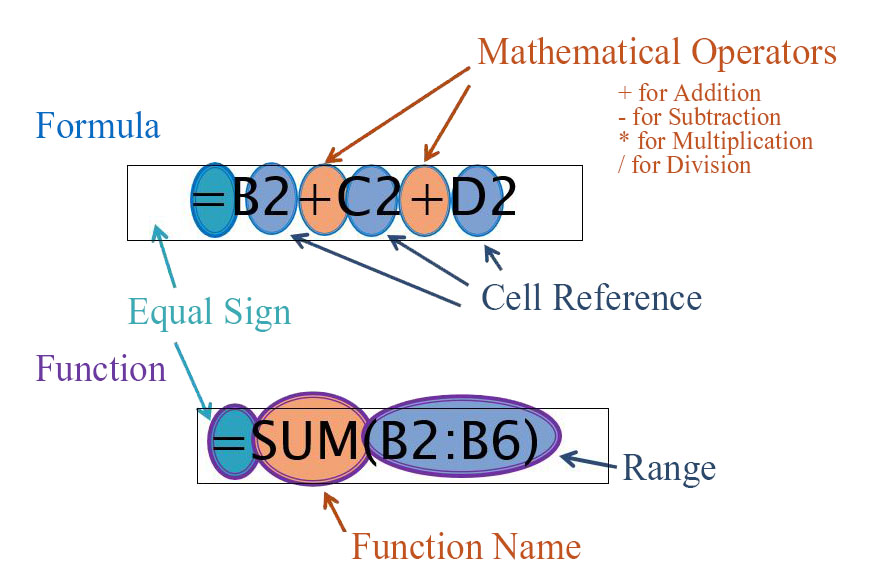 Mathematical Operators
+ for Addition
- for Subtraction
* for Multiplication
/ for Division
Formula
=B2+C2+D2
Cell Reference
Equal Sign
Function
=SUM(B2:B6)
Range
Function Name